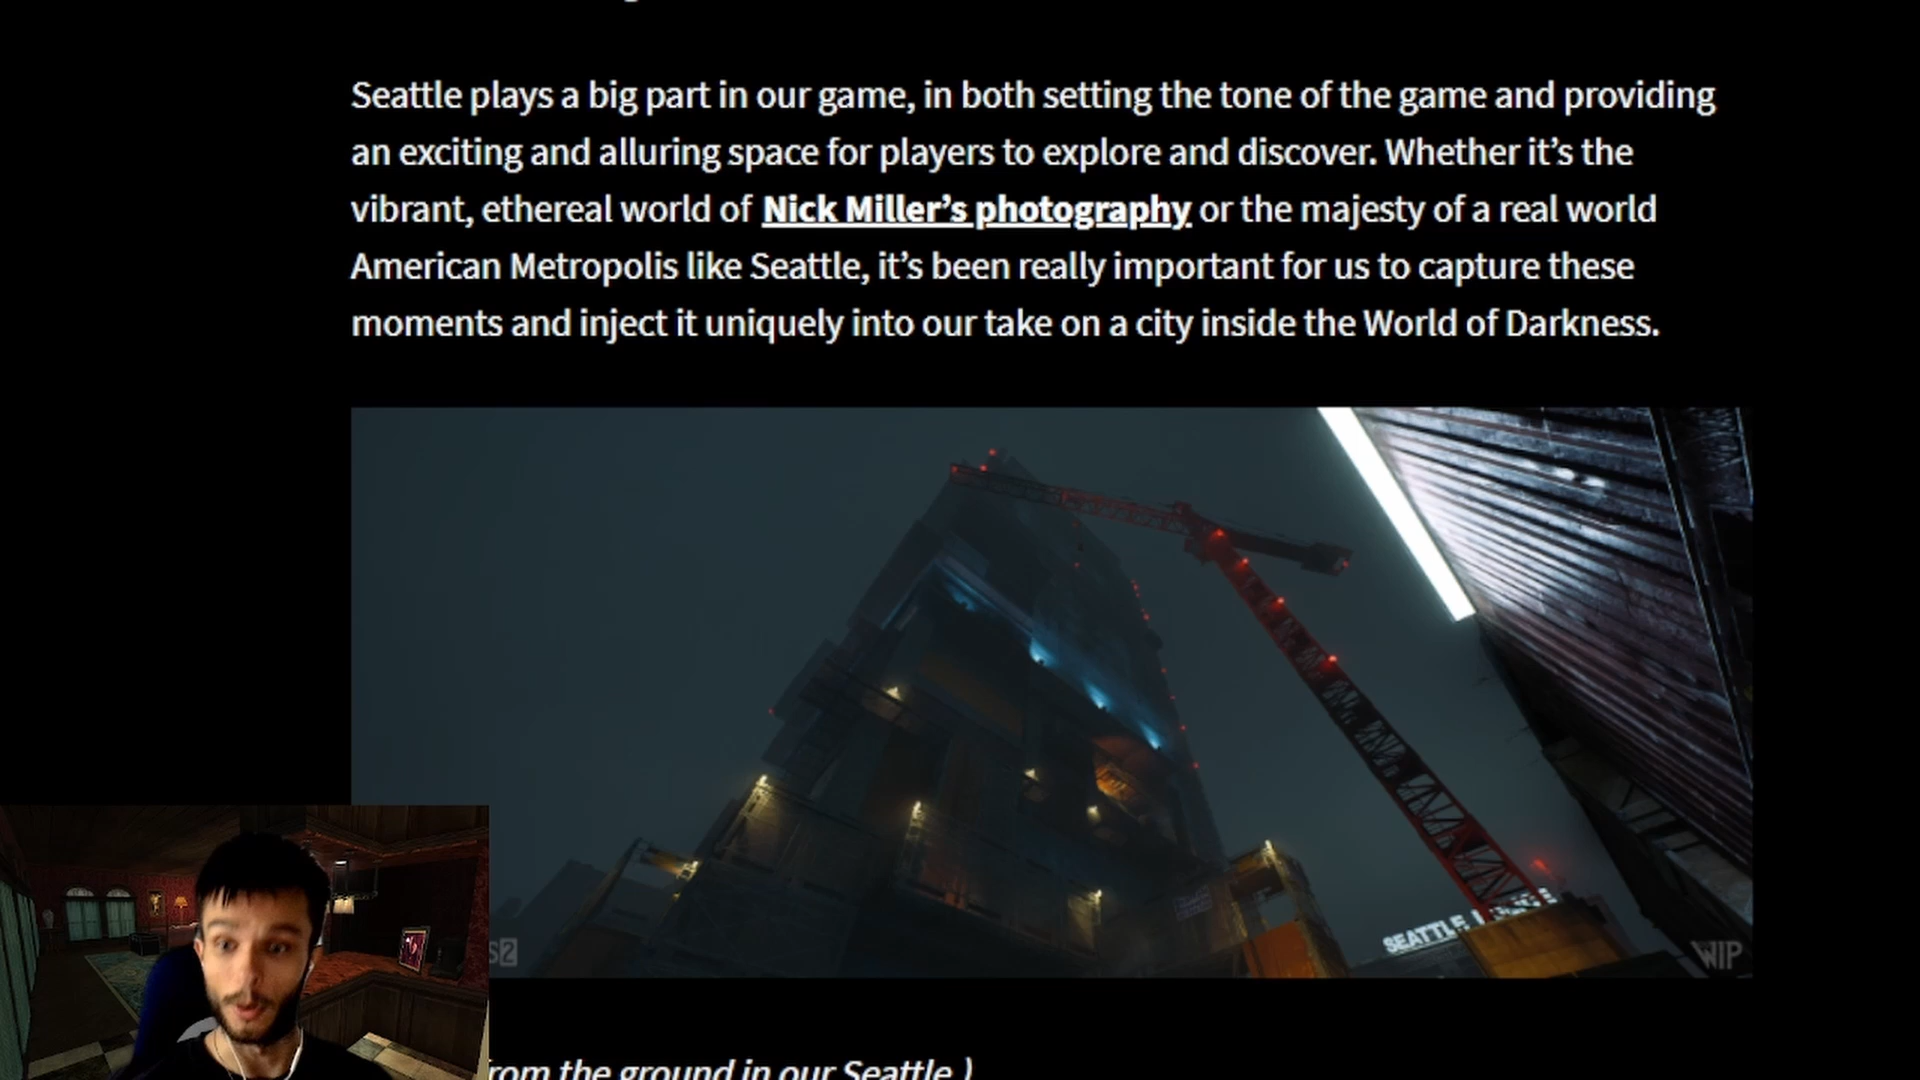 Seattle plays a big part in our game, in both setting the tone of the game and providing
an exciting and alluring space for players to explore and discover. Whether it’s the
vibrant, ethereal world of Nick Miller’s photography or the majesty of a real world
American Metropolis like Seattle, it’s been really important for us to capture these
moments and inject it uniquely into our take on a city inside the World of Darkness.
SEATTLE
S2
WIP
from the ground in our Seattle.)